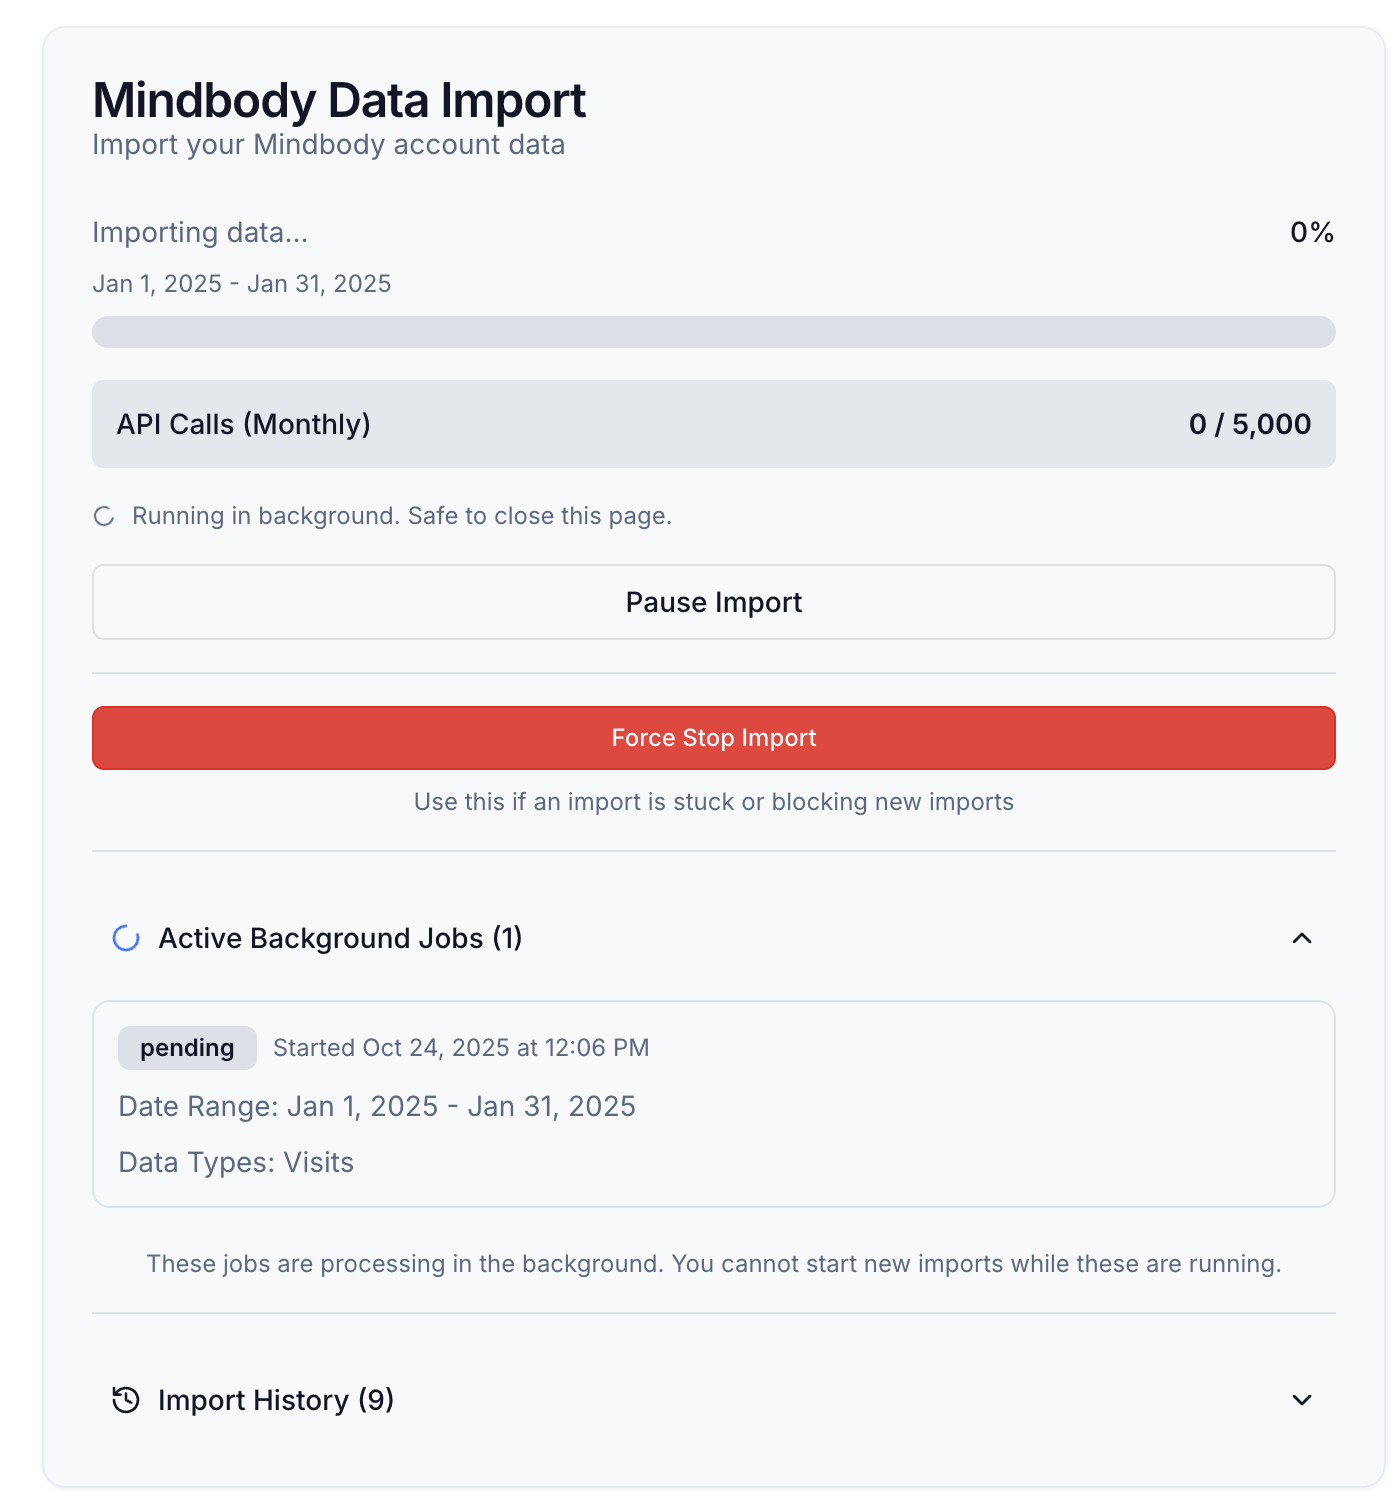 Mindbody Data Import
Import your Mindbody account data
Importing data...
0%
Jan 1, 2025 - Jan 31, 2025
API Calls (Monthly)
0 / 5,000
Running in background. Safe to close this page.
Pause Import
Force Stop Import
Use this if an import is stuck or blocking new imports
Active Background Jobs (1)
pending
Started Oct 24, 2025 at 12:06 PM
Date Range: Jan 1, 2025 - Jan 31, 2025
Data Types: Visits
These jobs are processing in the background. You cannot start new imports while these are running.
Import History (9)